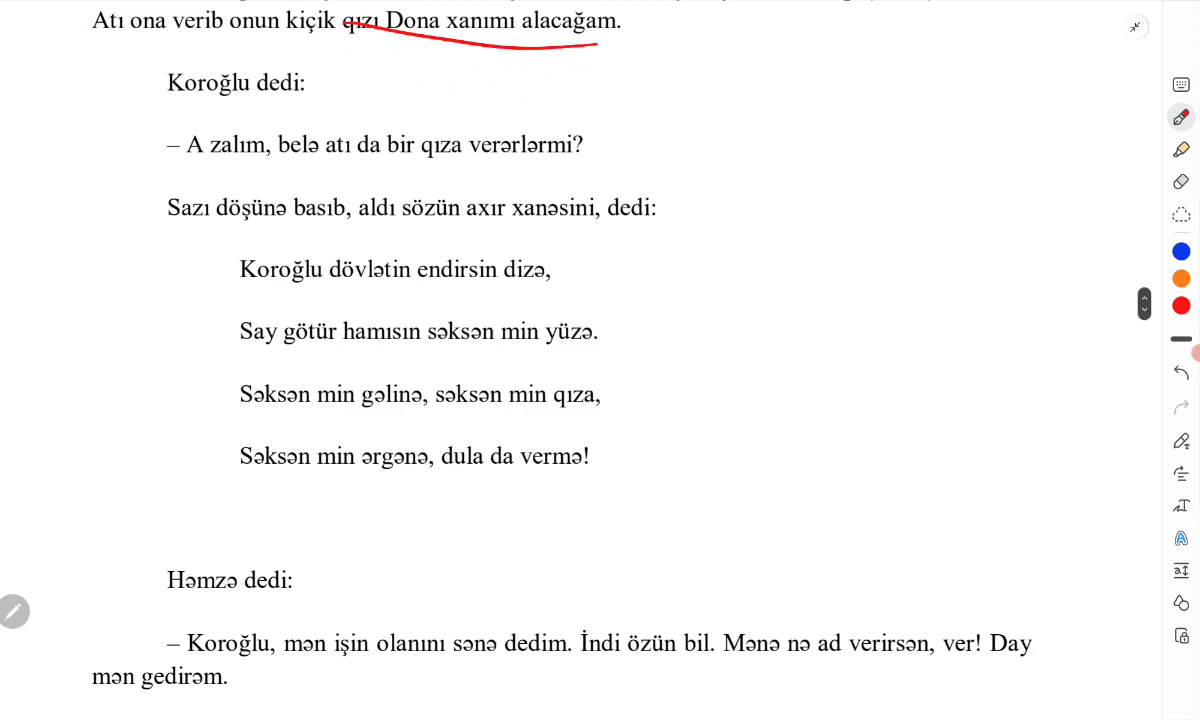 Atı ona verib onun kiçik qızı Dona xanımı alacağam.
Koroğlu dedi:
– A zalım, belə atı da bir qıza verərlərmi?
Sazı döşünə basıb, aldı sözün axır xanəsini, dedi:
Koroğlu dövlətin endirsin dizə,
Say götür hamısın səksən min yüzə.
Səksən min gəlinə, səksən min qıza,
Səksən min ərgənə, dula da vermə!
Həmzə dedi:
– Koroğlu, mən işin olanını sənə dedim. İndi özün bil. Mənə nə ad verirsən, ver! Day
mən gedirəm.